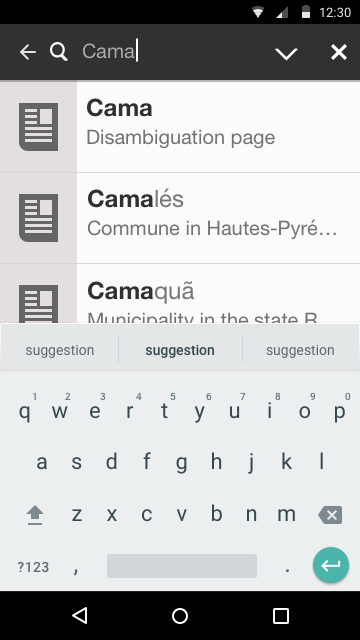 12:30
Cama
Cama
Disambiguation page
Camalés
Commune in Hautes-Pyré…
Camaquã
Municipality in the state R
suggestion suggestion suggestion
1 2 3 4 5 6 7 8 9 0
q w e r t y u i o p
a s d f g h j k l
z x c v b n m
?123 , .